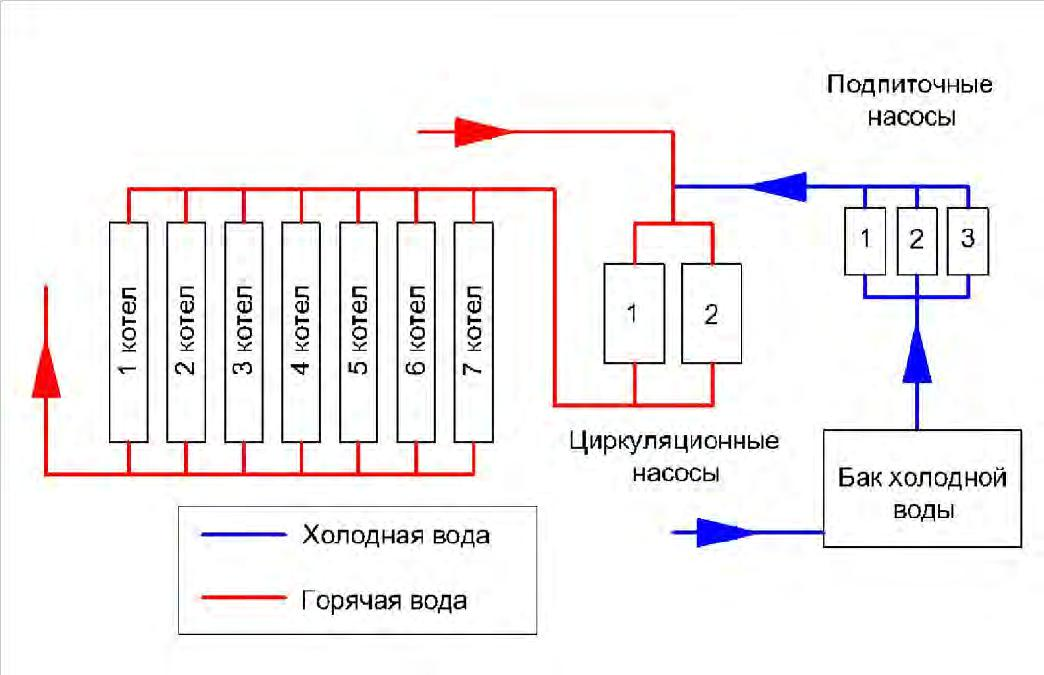 Подпиточные
насосы
1 котел
2 котел
3 котел
4 котел
5 котел
6 котел
7 котел
1
2
1
2
3
Циркуляционные
насосы
Бак холодной
воды
Холодная вода
Горячая вода